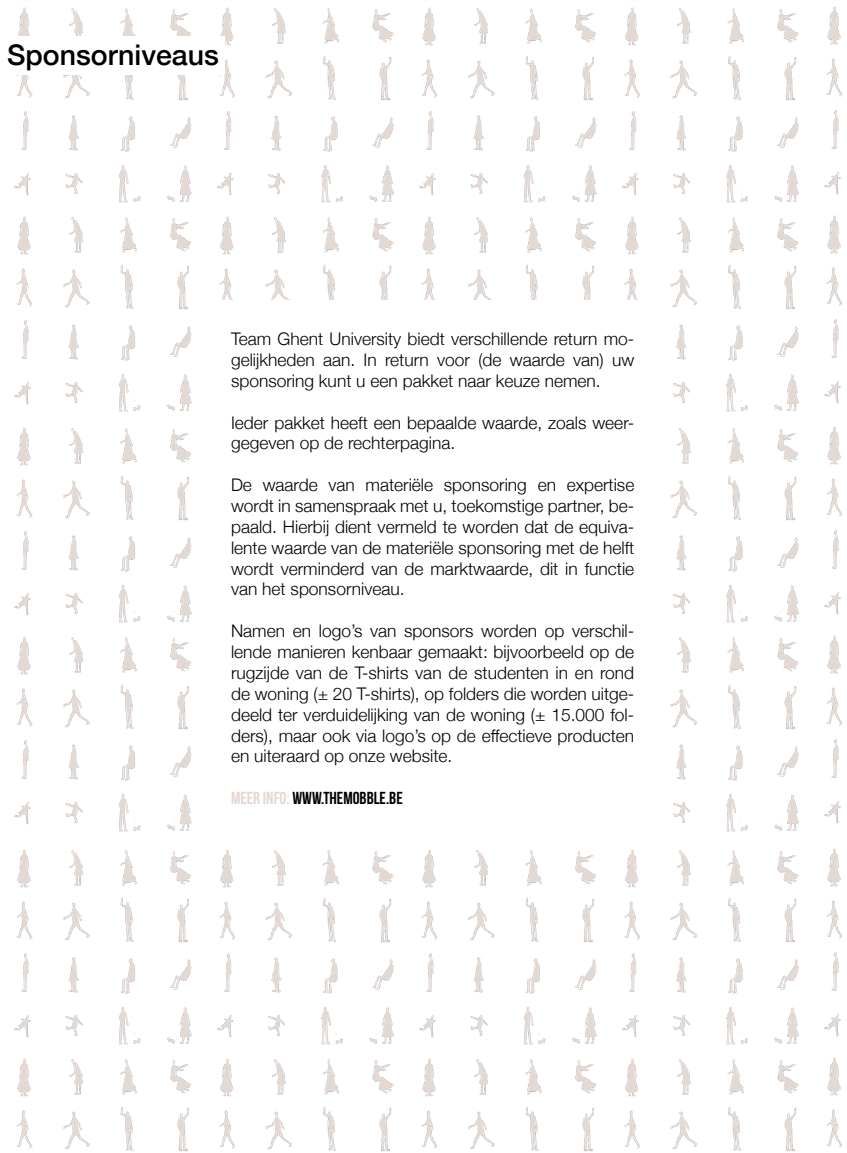 Sponsorniveaus
Team Ghent University biedt verschillende return mo-
gelijkheden aan. In return voor (de waarde van) uw
sponsoring kunt u een pakket naar keuze nemen.
Ieder pakket heeft een bepaalde waarde, zoals weer-
gegeven op de rechterpagina.
De waarde van materiële sponsoring en expertise
wordt in samenspraak met u, toekomstige partner, be-
paald. Hierbij dient vermeld te worden dat de equiva-
lente waarde van de materiële sponsoring met de helft
wordt verminderd van de marktwaarde, dit in functie
van het sponsorniveau.
Namen en logo’s van sponsors worden op verschil-
lende manieren kenbaar gemaakt: bijvoorbeeld op de
rugzijde van de T-shirts van de studenten in en rond
de woning (± 20 T-shirts), op folders die worden uitge-
deeld ter verduidelijking van de woning (± 15.000 fol-
ders), maar ook via logo’s op de effectieve producten
en uiteraard op onze website.
MEER INFO: WWW.THEMOBBLE.BE